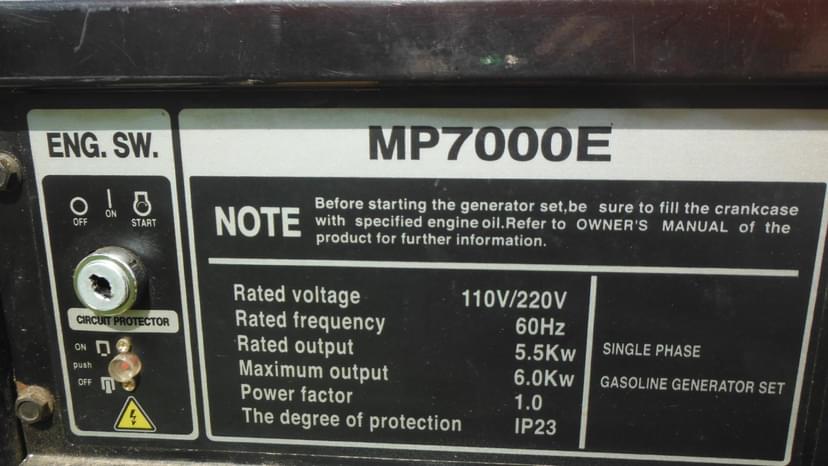 ENG. SW.
OFF
ON
START
CIRCUIT PROTECTOR
ON
push
OFF
MP7000E
NOTE
Before starting the generator set,be sure to fill the crankcase
with specified engine oil.Refer to OWNER'S MANUAL of the
product for further information.
Rated voltage 110V/220V
Rated frequency 60Hz
Rated output 5.5Kw
Maximum output 6.0Kw
Power factor 1.0
The degree of protection IP23
SINGLE PHASE
GASOLINE GENERATOR SET